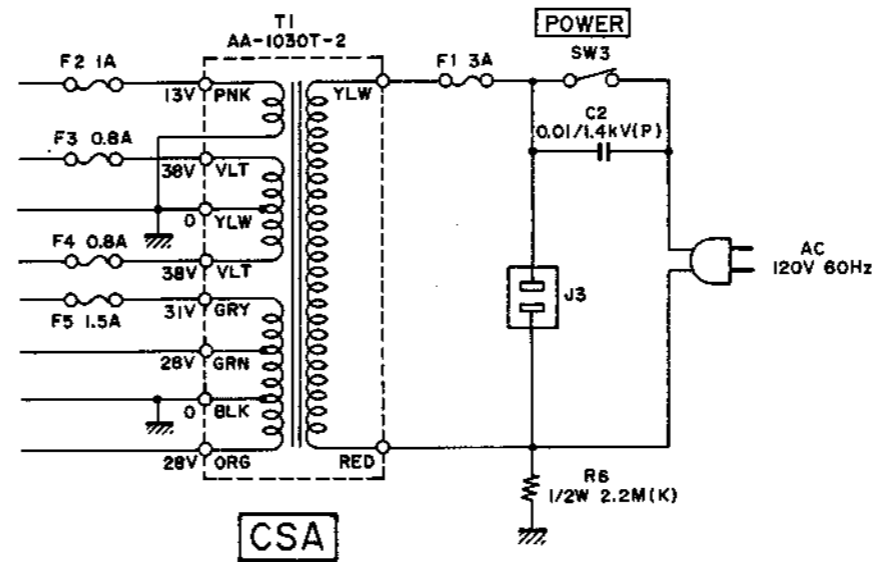 T1
AA-1030T-2
POWER
SW3
F2 1A
F1 3A
13V PNK
YLW
C2
0.01/1.4kV(P)
F3 0.8A
38V VLT
0 YLW
F4 0.8A
38V VLT
AC
120V 60Hz
J3
31V GRY
F5 1.5A
28V GRN
0 BLK
28V ORG
RED
R6
1/2W 2.2M(K)
CSA